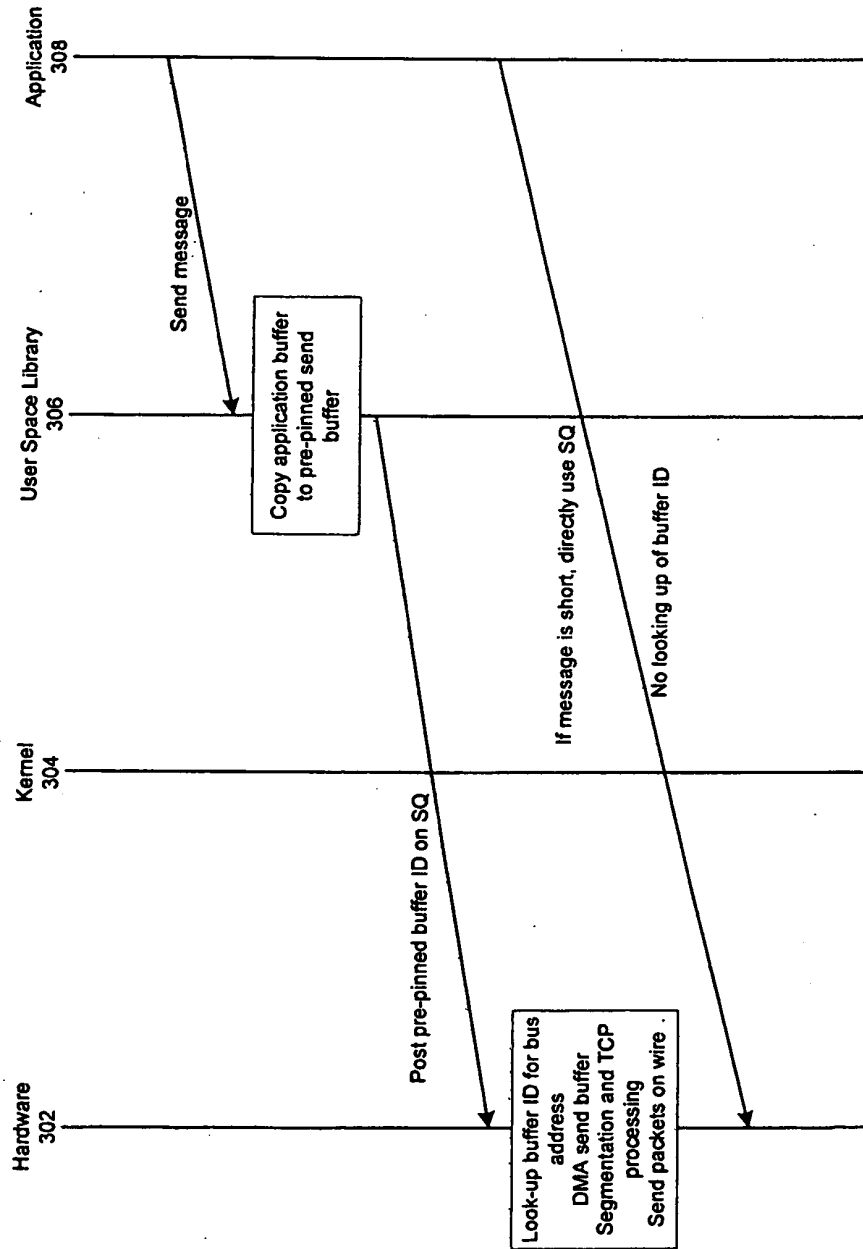 Hardware
302
Kernel
304
User Space Library
306
Application
308
Send message
Copy application buffer
to pre-pinned send
buffer
Post pre-pinned buffer ID on SQ
Look-up buffer ID for bus
address
DMA send buffer
Segmentation and TCP
processing
Send packets on wire
If message is short, directly use SQ
No looking up of buffer ID